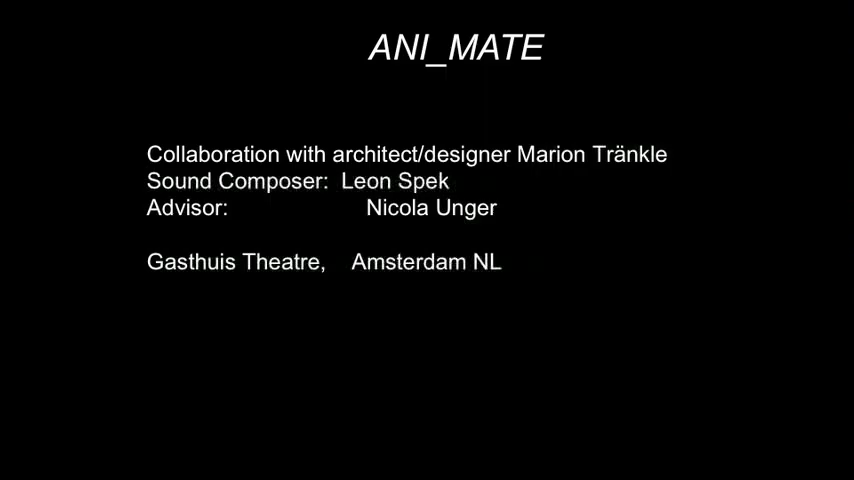 ANI_MATE
Collaboration with architect/designer Marion Tränkle
Sound Composer: Leon Spek
Advisor: Nicola Unger
Gasthuis Theatre, Amsterdam NL